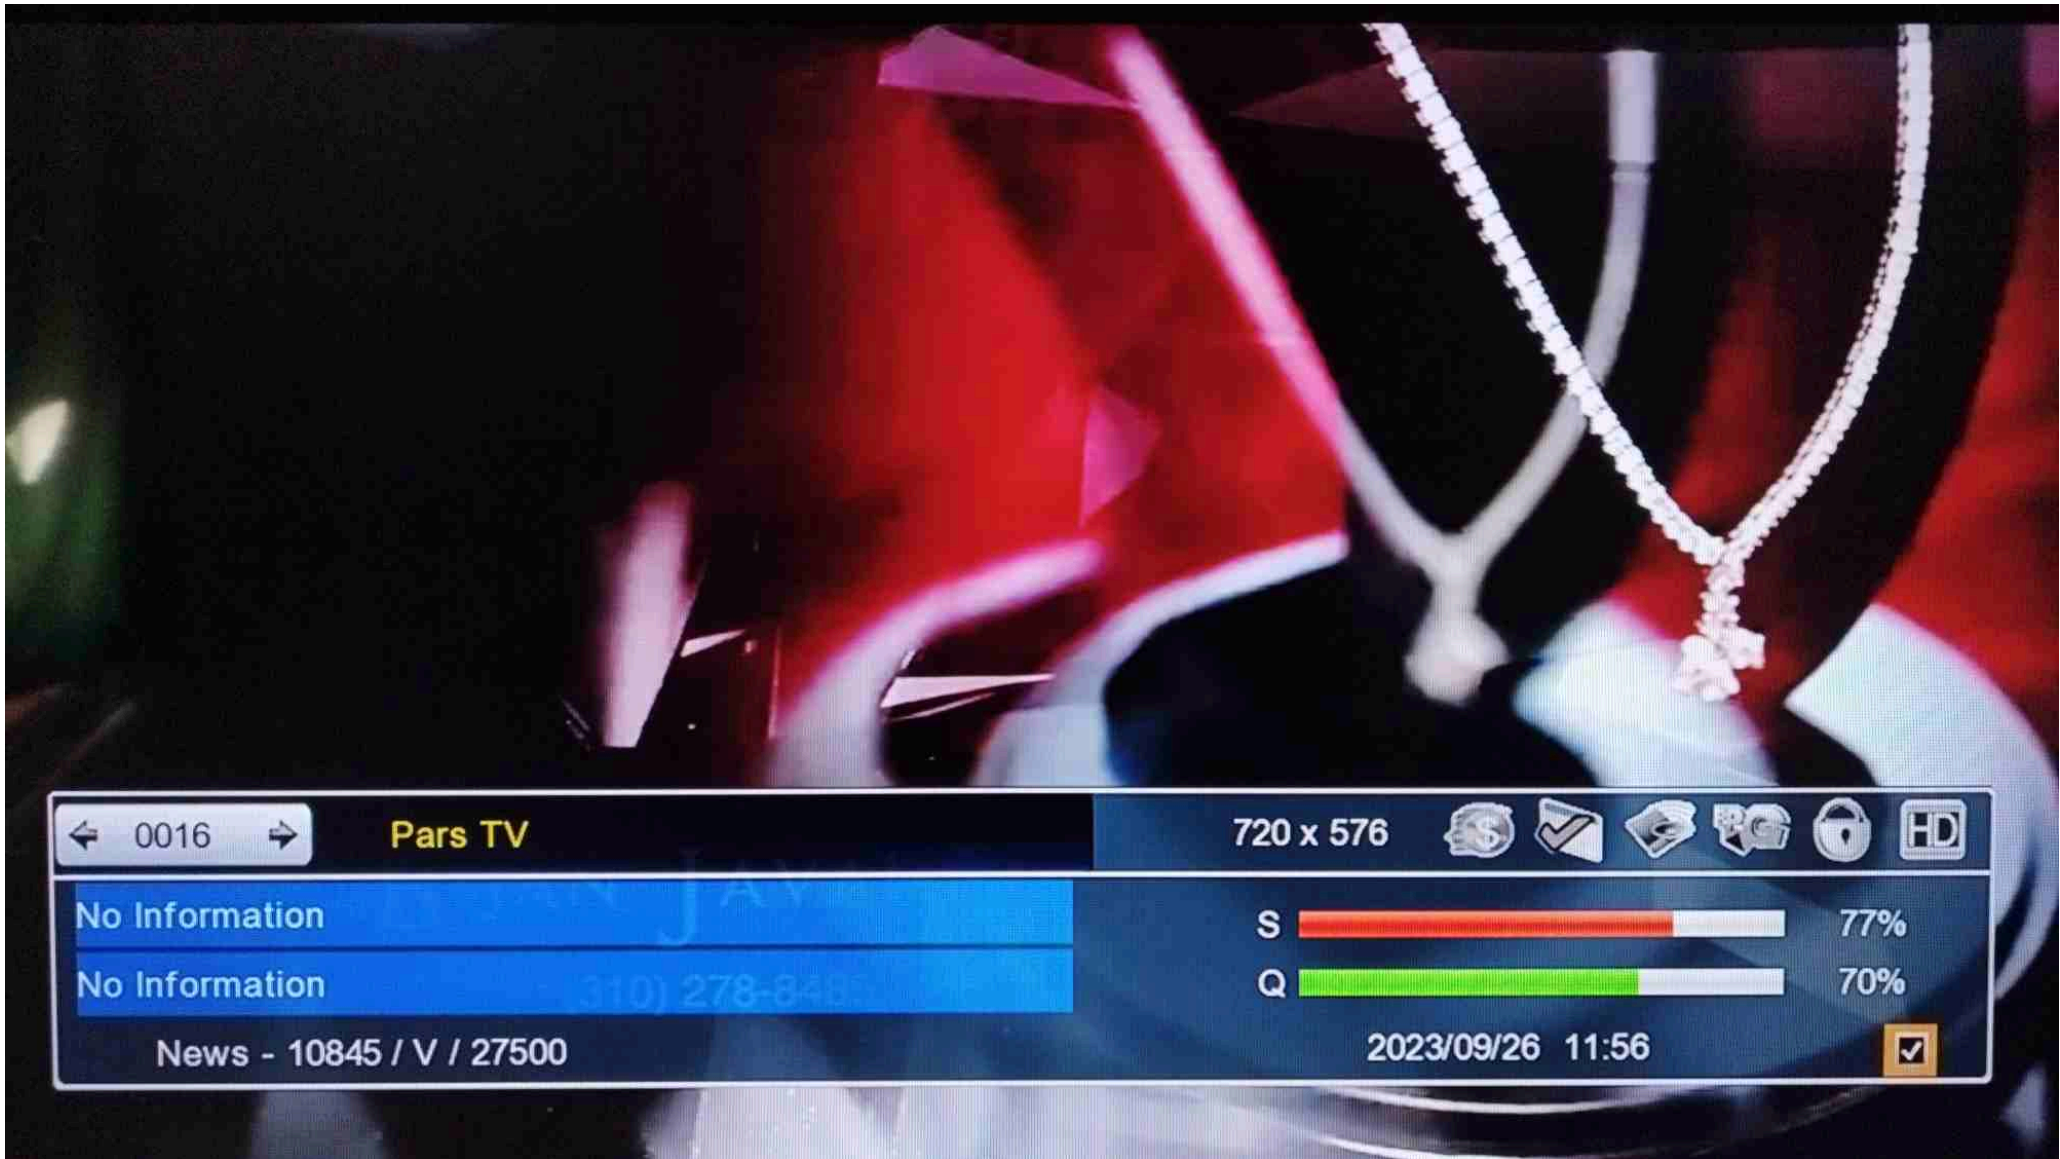 0016
Pars TV
720 x 576
HD
No Information
S 77%
No Information
Q 70%
News - 10845 / V / 27500
2023/09/26 11:56